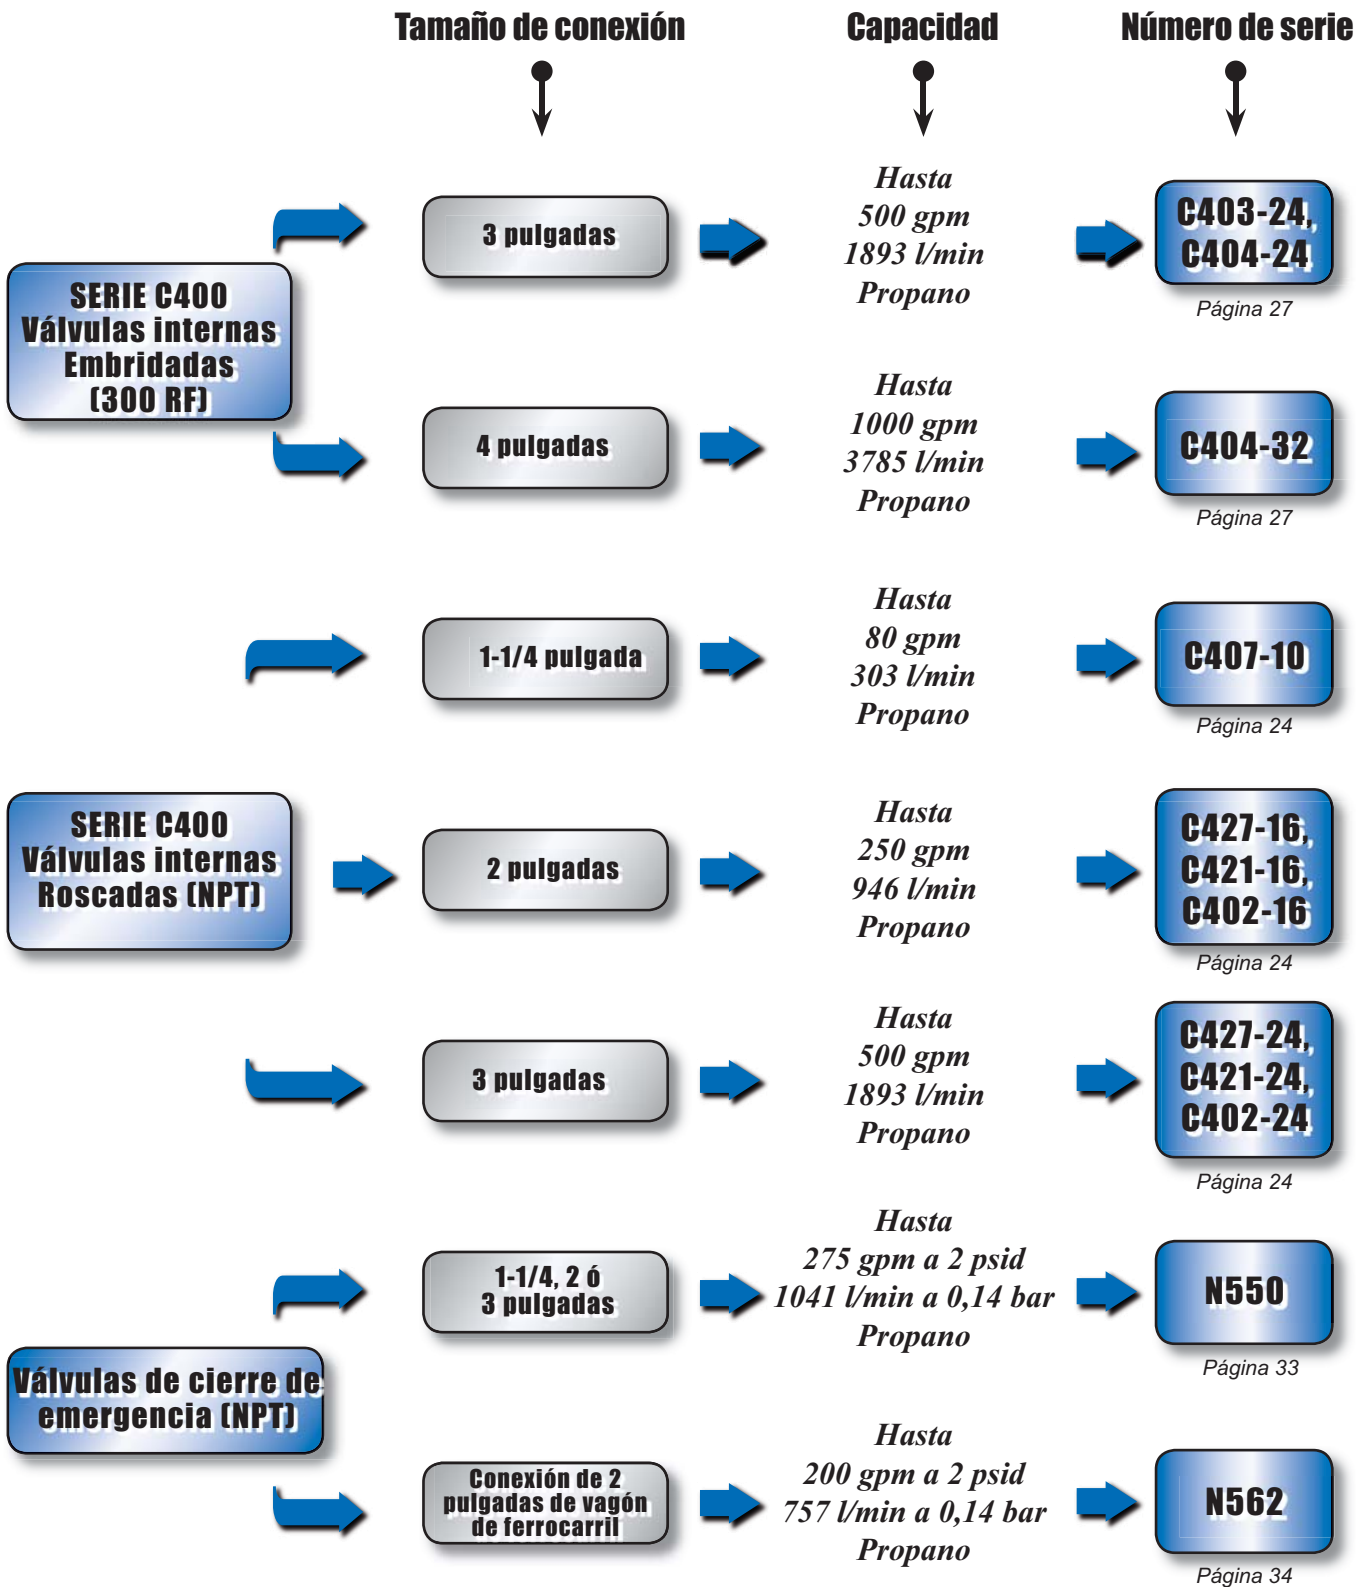 Tamaño de conexión
Capacidad
Número de serie
SERIE C400
Válvulas internas
Embridadas
(300 RF)
3 pulgadas
Hasta
500 gpm
1893 l/min
Propano
C403-24,
C404-24
Página 27
4 pulgadas
Hasta
1000 gpm
3785 l/min
Propano
C404-32
Página 27
SERIE C400
Válvulas internas
Roscadas (NPT)
1-1/4 pulgada
Hasta
80 gpm
303 l/min
Propano
C407-10
Página 24
2 pulgadas
Hasta
250 gpm
946 l/min
Propano
C427-16,
C421-16,
C402-16
Página 24
3 pulgadas
Hasta
500 gpm
1893 l/min
Propano
C427-24,
C421-24,
C402-24
Página 24
Válvulas de cierre de
emergencia (NPT)
1-1/4, 2 ó
3 pulgadas
Hasta
275 gpm a 2 psid
1041 l/min a 0,14 bar
Propano
N550
Página 33
Conexión de 2
pulgadas de vagón
de ferrocarril
Hasta
200 gpm a 2 psid
757 l/min a 0,14 bar
Propano
N562
Página 34